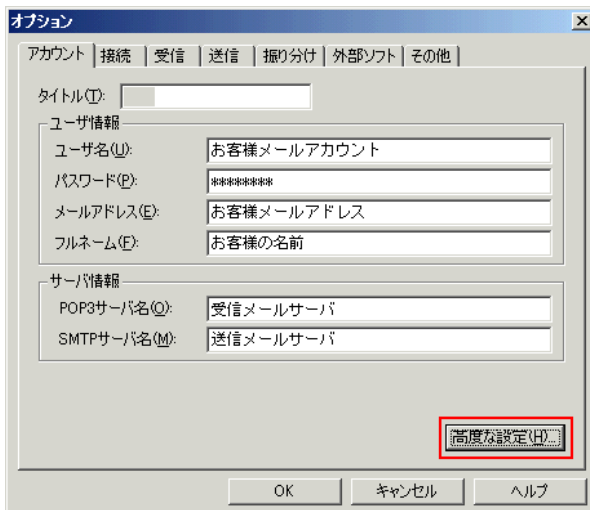 オプション
アカウント 接続 受信 送信 振り分け 外部ソフト その他
タイトル(T):
ユーザ情報
ユーザ名(U): お客様メールアカウント
パスワード(P): ********
メールアドレス(E): お客様メールアドレス
フルネーム(F): お客様の名前
サーバ情報
POP3サーバ名(O): 受信メールサーバ
SMTPサーバ名(M): 送信メールサーバ
高度な設定(H)...
OK キャンセル ヘルプ